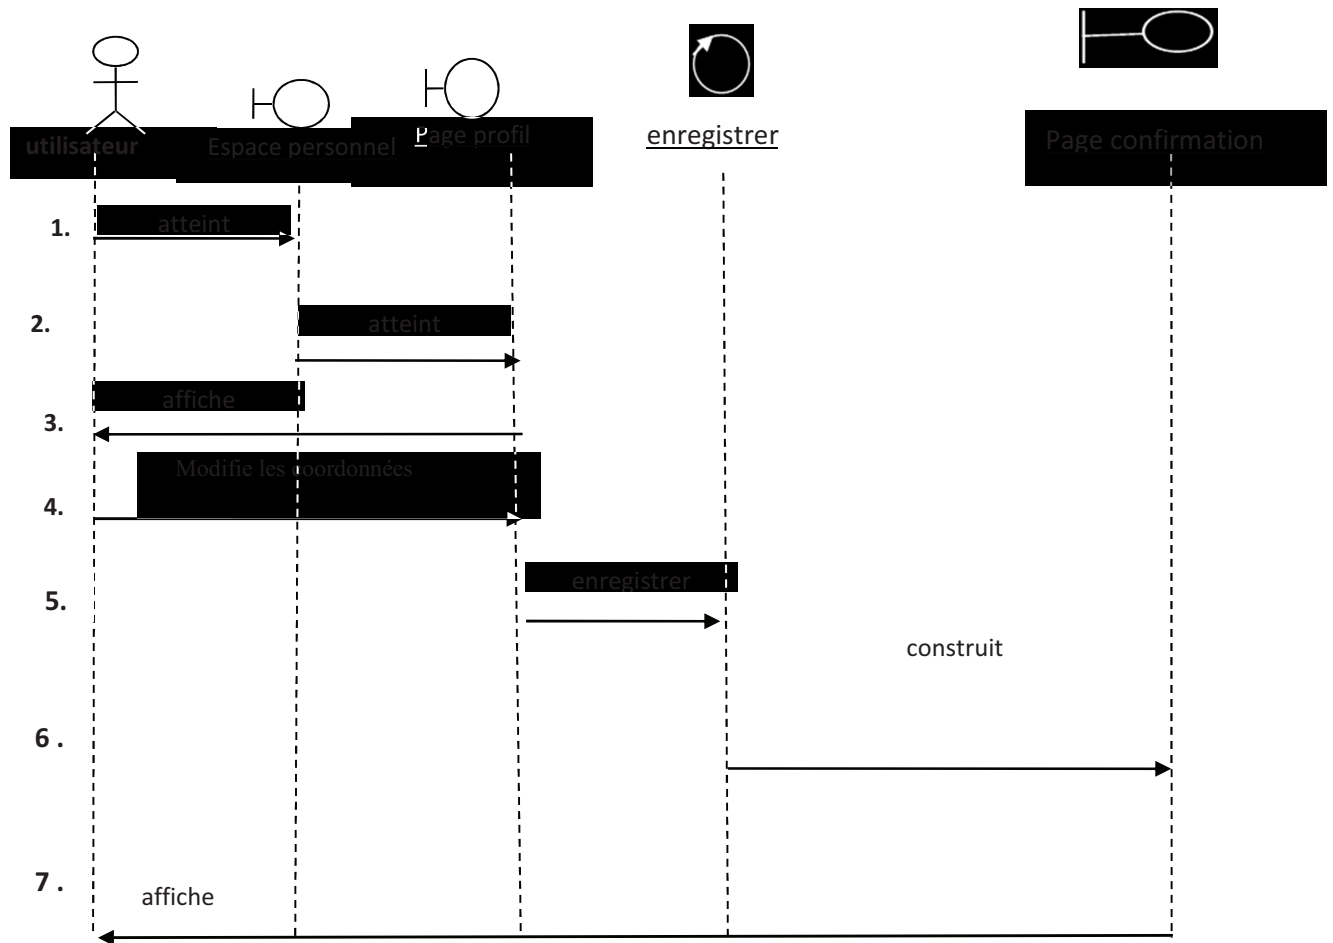 utilisateur
Espace personnel
Page profil
enregistrer
Page confirmation
1.
atteint
2.
atteint
affiche
3.
Modifie les coordonnées
4.
enregistrer
5.
construit
6 .
7 .
affiche